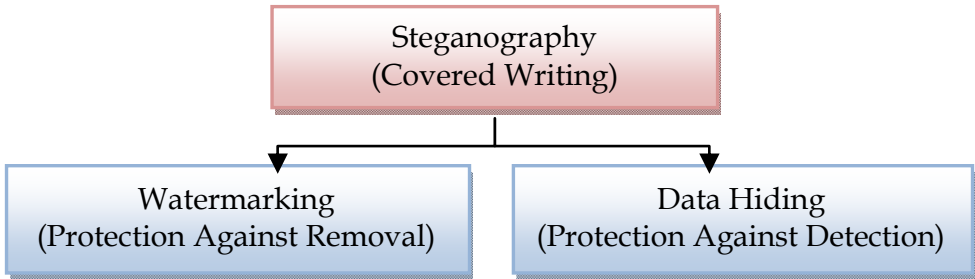 Steganography
(Covered Writing)
Watermarking
(Protection Against Removal)
Data Hiding
(Protection Against Detection)